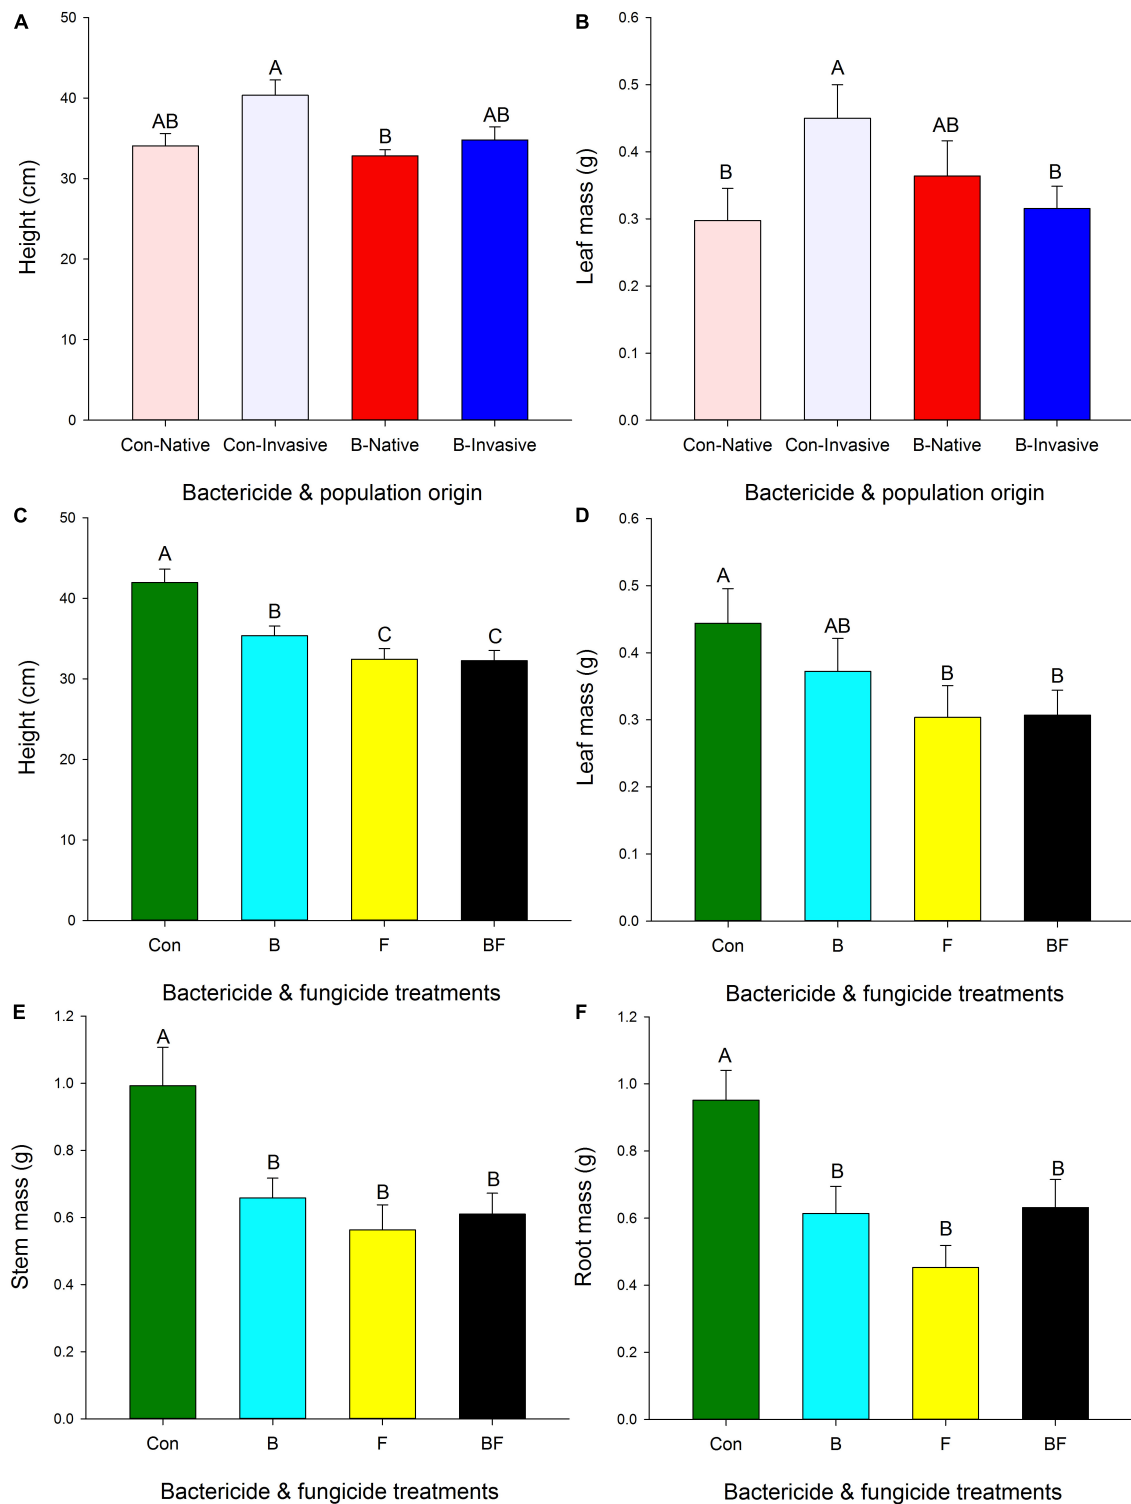 A
50
40
30
20
10
0
Height (cm)
AB
A
B
AB
Con-Native
Con-Invasive
B-Native
B-Invasive
Bactericide & population origin
B
0.6
0.5
0.4
0.3
0.2
0.1
0.0
Leaf mass (g)
B
A
AB
B
Con-Native
Con-Invasive
B-Native
B-Invasive
Bactericide & population origin
C
50
40
30
20
10
0
Height (cm)
A
B
C
C
Con
B
F
BF
Bactericide & fungicide treatments
D
0.6
0.5
0.4
0.3
0.2
0.1
0.0
Leaf mass (g)
A
AB
B
B
Con
B
F
BF
Bactericide & fungicide treatments
E
1.2
1.0
0.8
0.6
0.4
0.2
0.0
Stem mass (g)
A
B
B
B
Con
B
F
BF
Bactericide & fungicide treatments
F
1.2
1.0
0.8
0.6
0.4
0.2
0.0
Root mass (g)
A
B
B
B
Con
B
F
BF
Bactericide & fungicide treatments